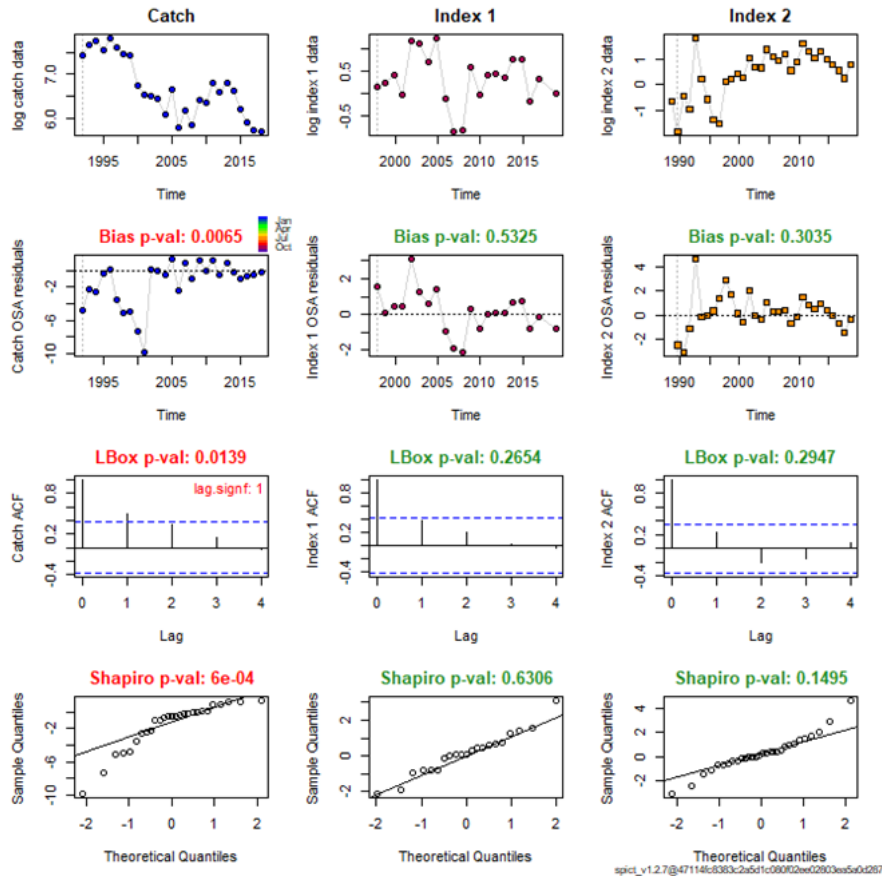 Catch
Index 1
Index 2
log catch data
7.0
6.0
1995
2005
2015
Time
log index 1 data
0.5
-0.5
2000
2005
2010
2015
Time
log index 2 data
1
0
-1
1990
2000
2010
Time
Bias p-val: 0.0065
Bias p-val: 0.5325
Bias p-val: 0.3035
Catch OSA residuals
-2
-6
-10
1995
2005
2015
Time
Index 1 OSA residuals
2
0
-2
2000
2005
2010
2015
Time
Index 2 OSA residuals
4
2
0
-2
1990
2000
2010
Time
LBox p-val: 0.0139
LBox p-val: 0.2654
LBox p-val: 0.2947
Catch ACF
0.8
0.2
-0.4
lag.signf: 1
0 1 2 3 4
Lag
Index 1 ACF
0.8
0.2
-0.4
0 1 2 3 4
Lag
Index 2 ACF
0.8
0.2
-0.4
0 1 2 3 4
Lag
Shapiro p-val: 6e-04
Shapiro p-val: 0.6306
Shapiro p-val: 0.1495
Sample Quantiles
-2
-6
-10
-2 -1 0 1 2
Theoretical Quantiles
Sample Quantiles
2
0
-2
-2 -1 0 1 2
Theoretical Quantiles
Sample Quantiles
4
2
0
-2
-2 -1 0 1 2
Theoretical Quantiles